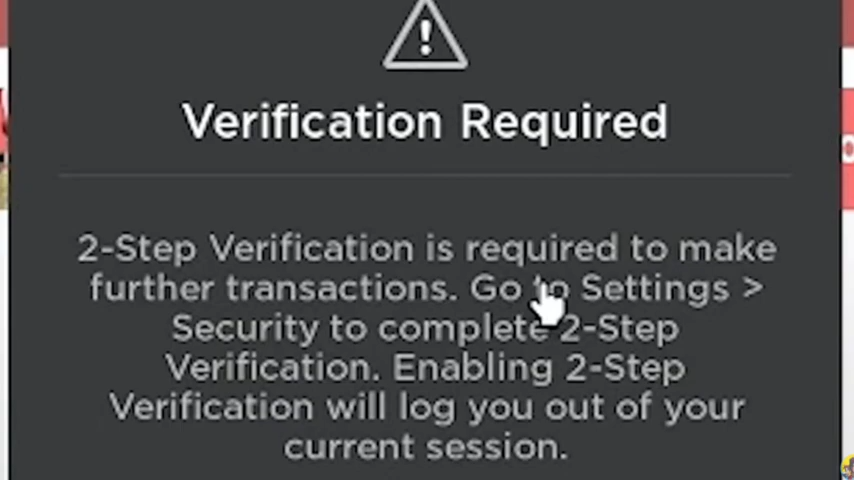 Verification Required
2-Step Verification is required to make
further transactions. Go to Settings >
Security to complete 2-Step
Verification. Enabling 2-Step
Verification will log you out of your
current session.